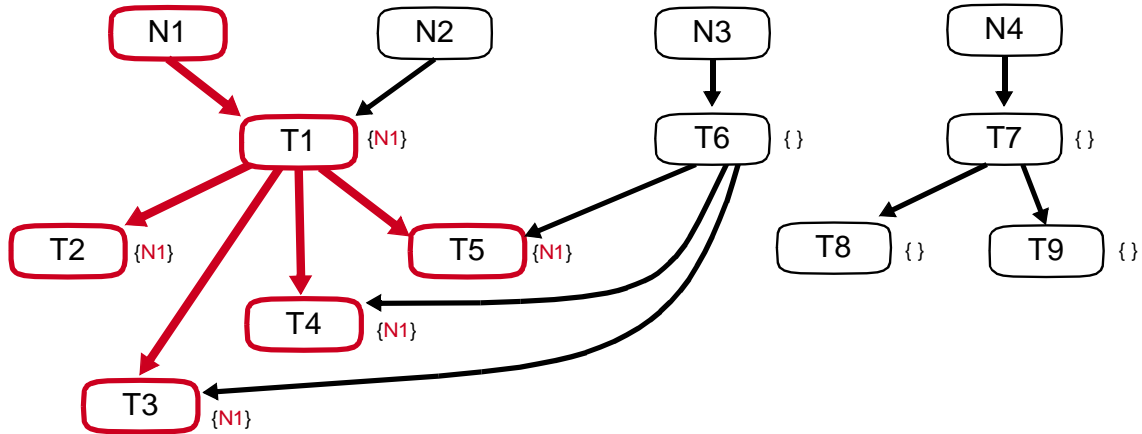 N1
N2
N3
N4
T1 {N1}
T6 { }
T7 { }
T2 {N1}
T5 {N1}
T8 { }
T9 { }
T4 {N1}
T3 {N1}